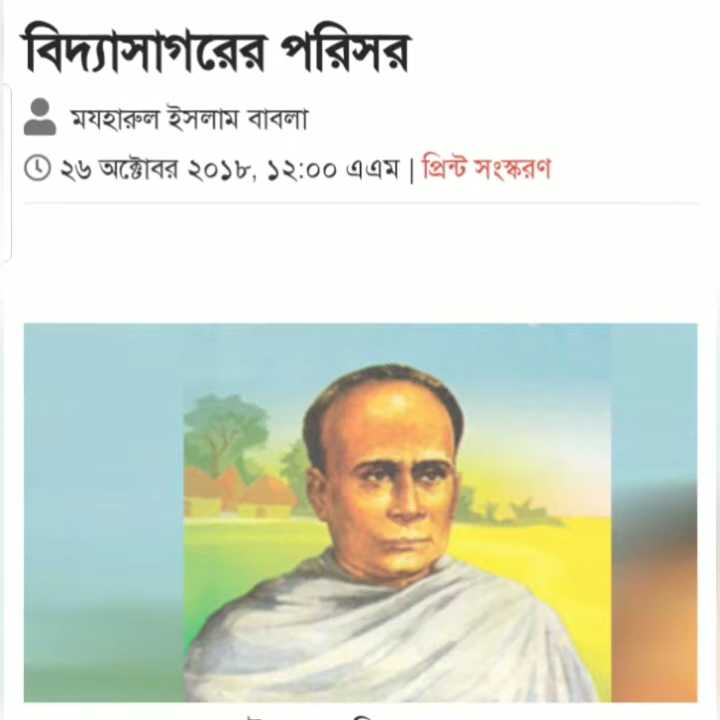 বিদ্যাসাগরের পরিসর
মযহারুল ইসলাম বাবলা
২৬ অক্টোবর ২০১৮, ১২:০০ এএম | প্রিন্ট সংস্করণ